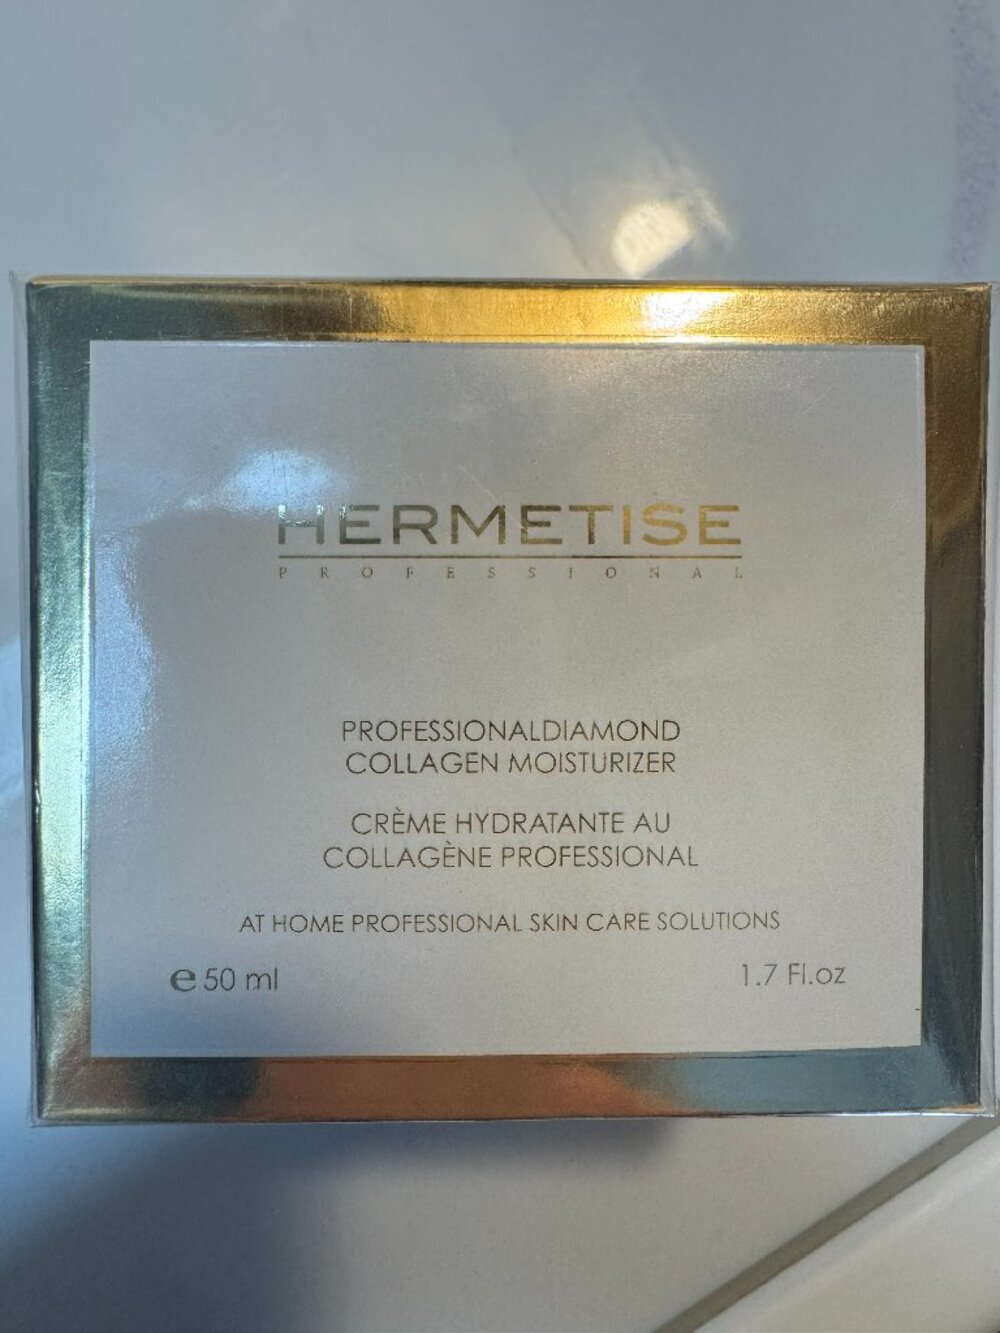 HERMETISE
PROFESSIONAL
PROFESSIONALDIAMOND
COLLAGEN MOISTURIZER
CRÈME HYDRATANTE AU
COLLAGÈNE PROFESSIONAL
AT HOME PROFESSIONAL SKIN CARE SOLUTIONS
℮ 50 ml 1.7 Fl.oz